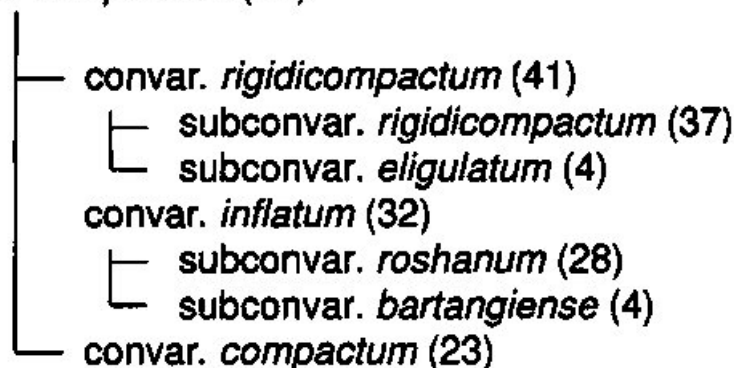 convar. rigidicompactum (41)
subconvar. rigidicompactum (37)
subconvar. eligulatum (4)
convar. inflatum (32)
subconvar. roshanum (28)
subconvar. bartangiense (4)
convar. compactum (23)